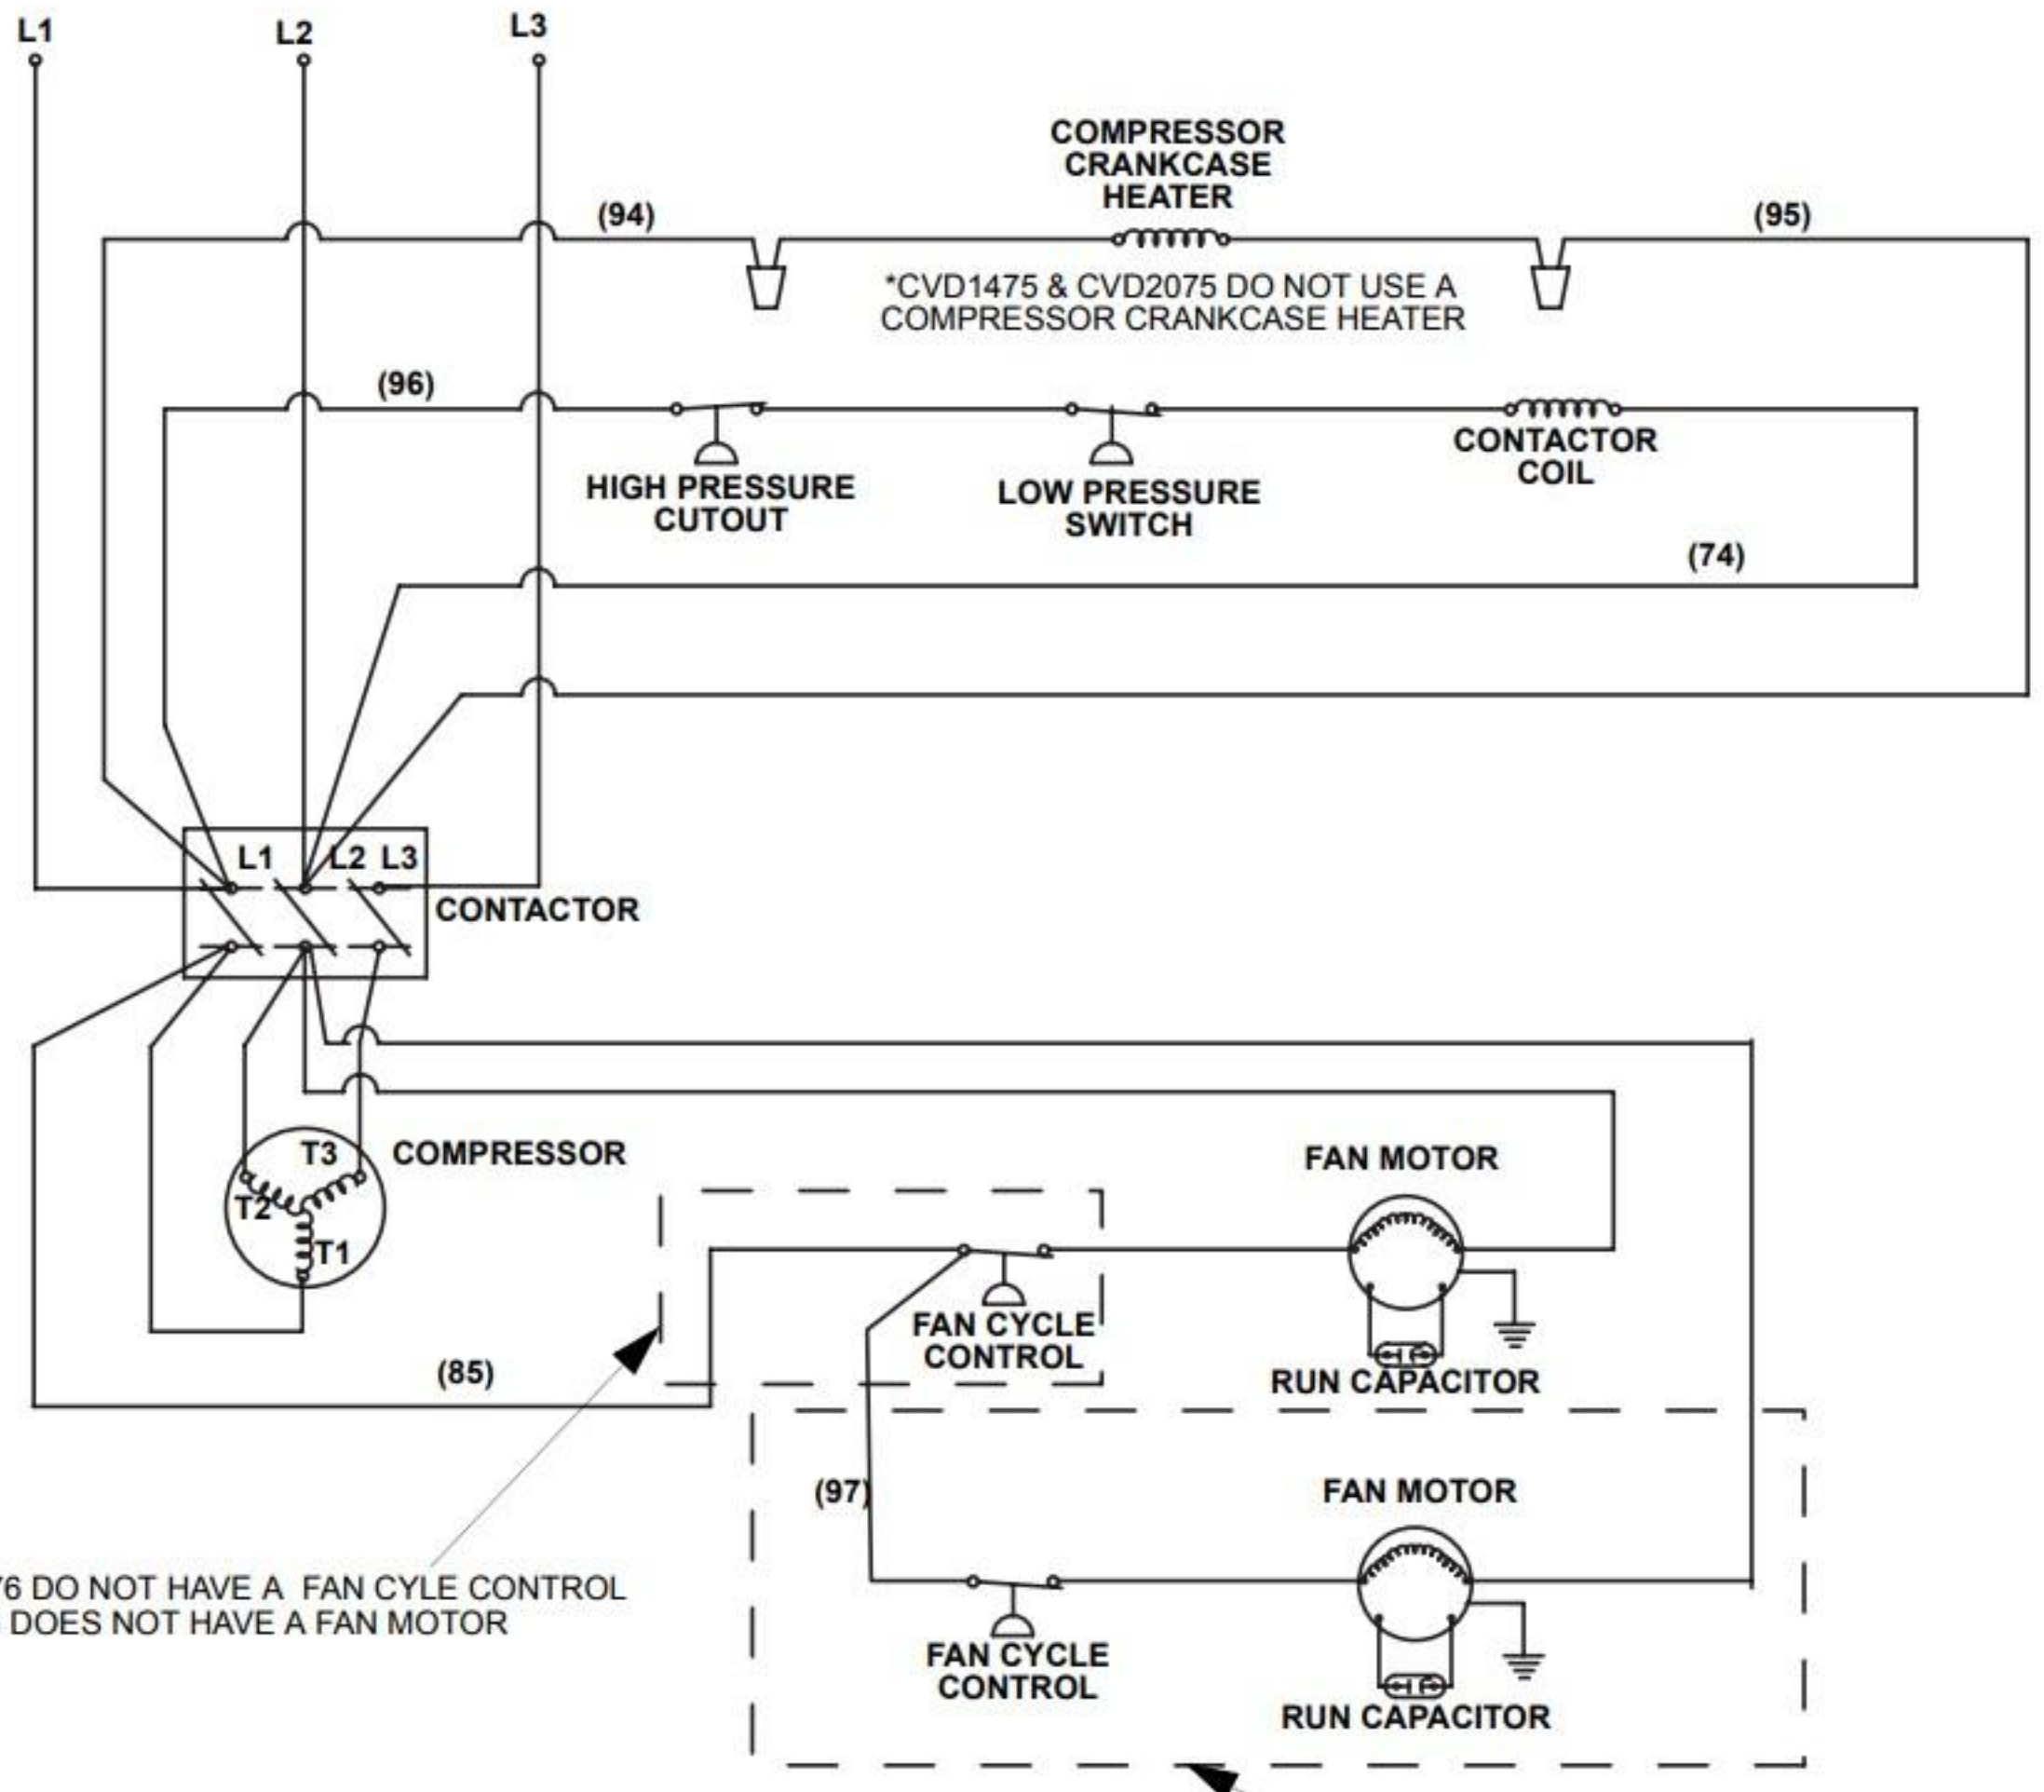 L1
L2
L3
COMPRESSOR
CRANKCASE
HEATER
(94)
(95)
*CVD1475 & CVD2075 DO NOT USE A
COMPRESSOR CRANKCASE HEATER
(96)
HIGH PRESSURE
CUTOUT
LOW PRESSURE
SWITCH
CONTACTOR
COIL
(74)
L1
L2
L3
CONTACTOR
T3
T2
T1
COMPRESSOR
FAN MOTOR
FAN CYCLE
CONTROL
RUN CAPACITOR
(85)
(97)
FAN MOTOR
76 DO NOT HAVE A FAN CYLE CONTROL
DOES NOT HAVE A FAN MOTOR
FAN CYCLE
CONTROL
RUN CAPACITOR